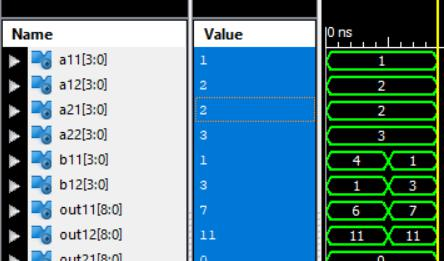 Name Value 0 ns
a11[3:0] 1 1
a12[3:0] 2 2
a21[3:0] 2 2
a22[3:0] 3 3
b11[3:0] 1 4 1
b12[3:0] 3 1 3
out11[8:0] 7 6 7
out12[8:0] 11 11 11
out21[8:0] 0 0